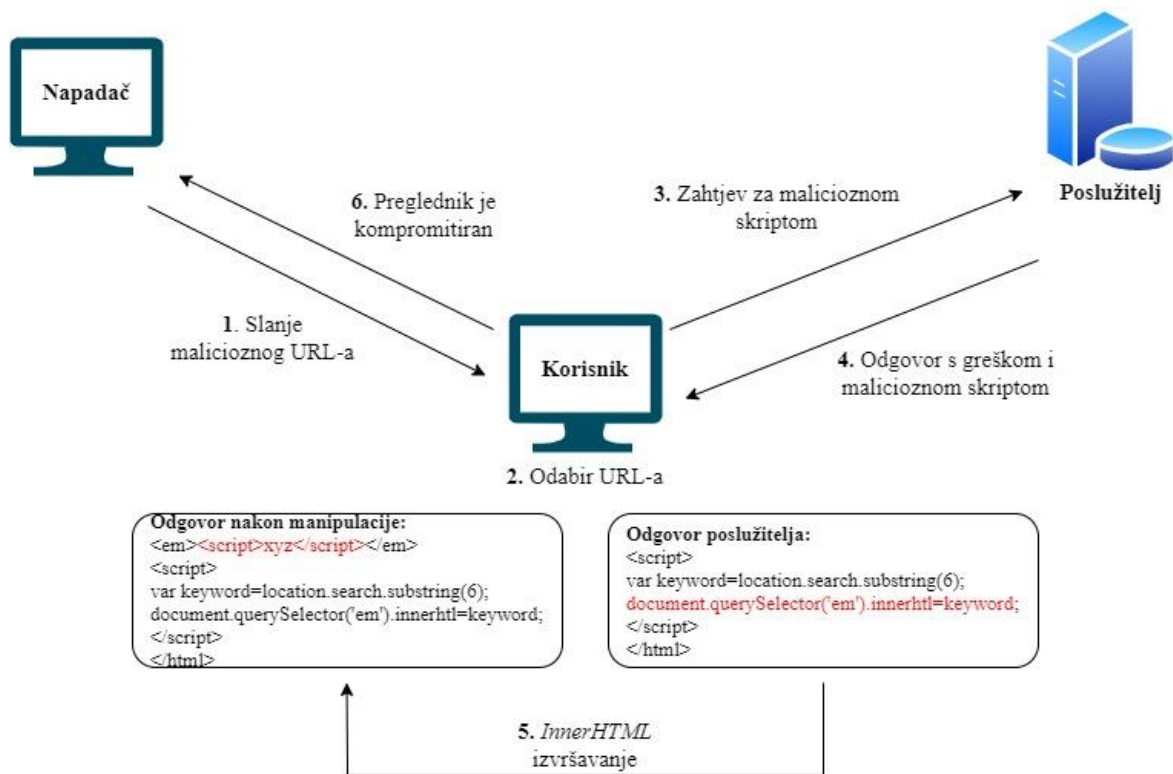 Napadač
Poslužitelj
6. Preglednik je
kompromitiran
3. Zahtjev za malicioznom
skriptom
1. Slanje
malicioznog URL-a
Korisnik
4. Odgovor s greškom i
malicioznom skriptom
2. Odabir URL-a
Odgovor nakon manipulacije:
<em><script>xyz</script></em>
<script>
var keyword=location.search.substring(6);
document.querySelector('em').innerhtl=keyword;
</script>
</html>
Odgovor poslužitelja:
<script>
var keyword=location.search.substring(6);
document.querySelector('em').innerhtl=keyword;
</script>
</html>
5. InnerHTML
izvršavanje